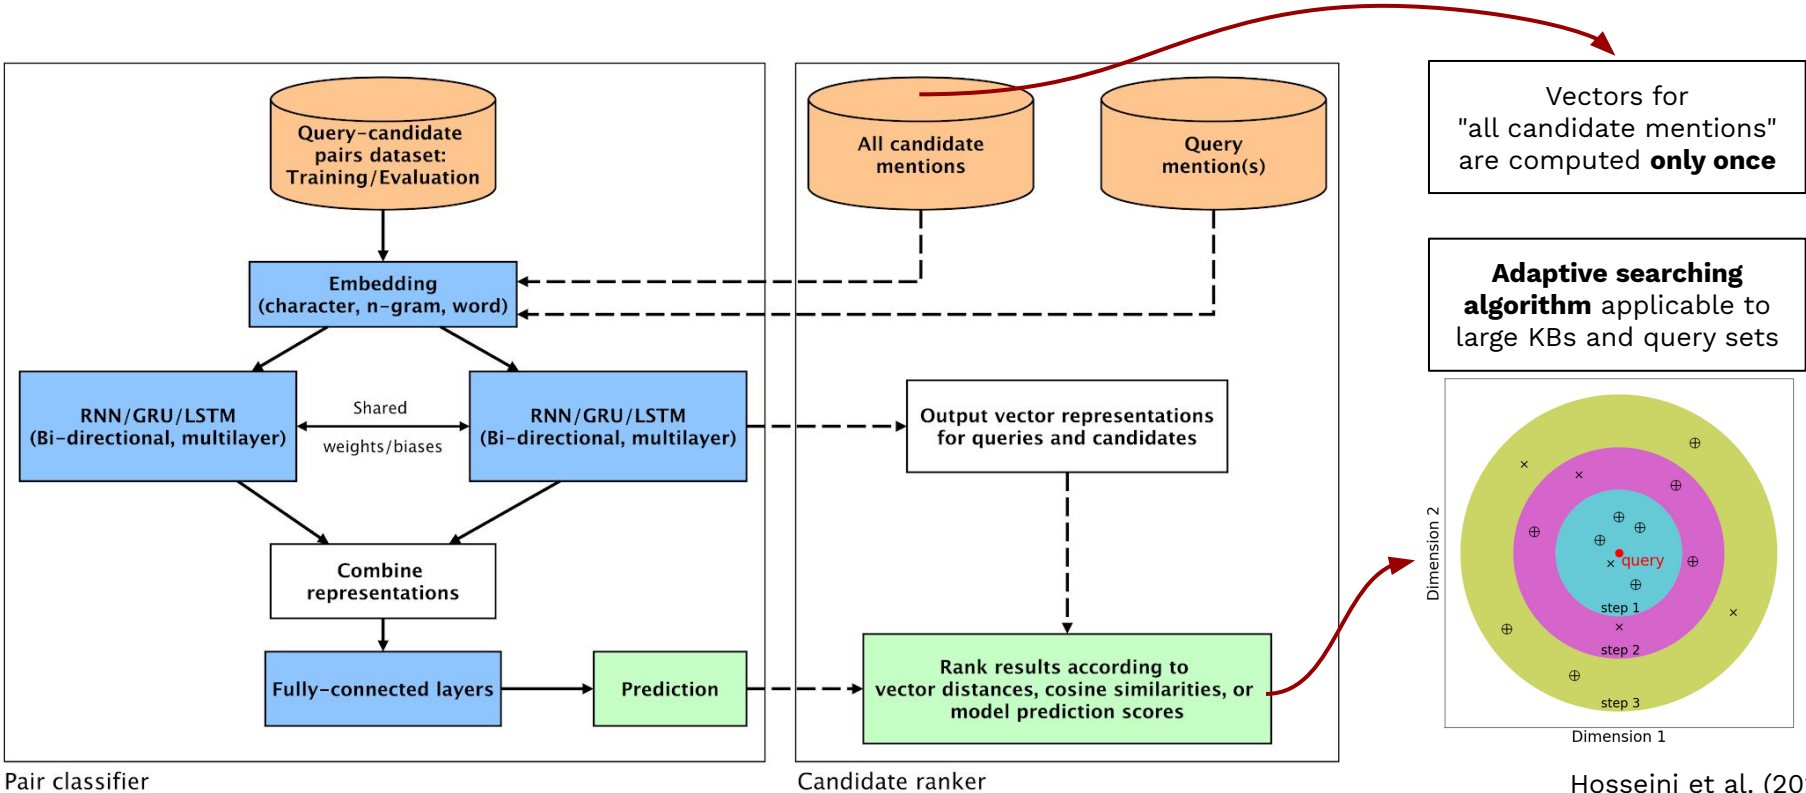 Query-candidate
pairs dataset:
Training/Evaluation
Embedding
(character, n-gram, word)
RNN/GRU/LSTM
(Bi-directional, multilayer)
Shared
weights/biases
RNN/GRU/LSTM
(Bi-directional, multilayer)
Combine
representations
Fully-connected layers
Prediction
Pair classifier
All candidate
mentions
Query
mention(s)
Output vector representations
for queries and candidates
Rank results according to
vector distances, cosine similarities, or
model prediction scores
Candidate ranker
Vectors for
"all candidate mentions"
are computed only once
Adaptive searching
algorithm applicable to
large KBs and query sets
Dimension 2
query
step 1
step 2
step 3
Dimension 1
Hosseini et al.